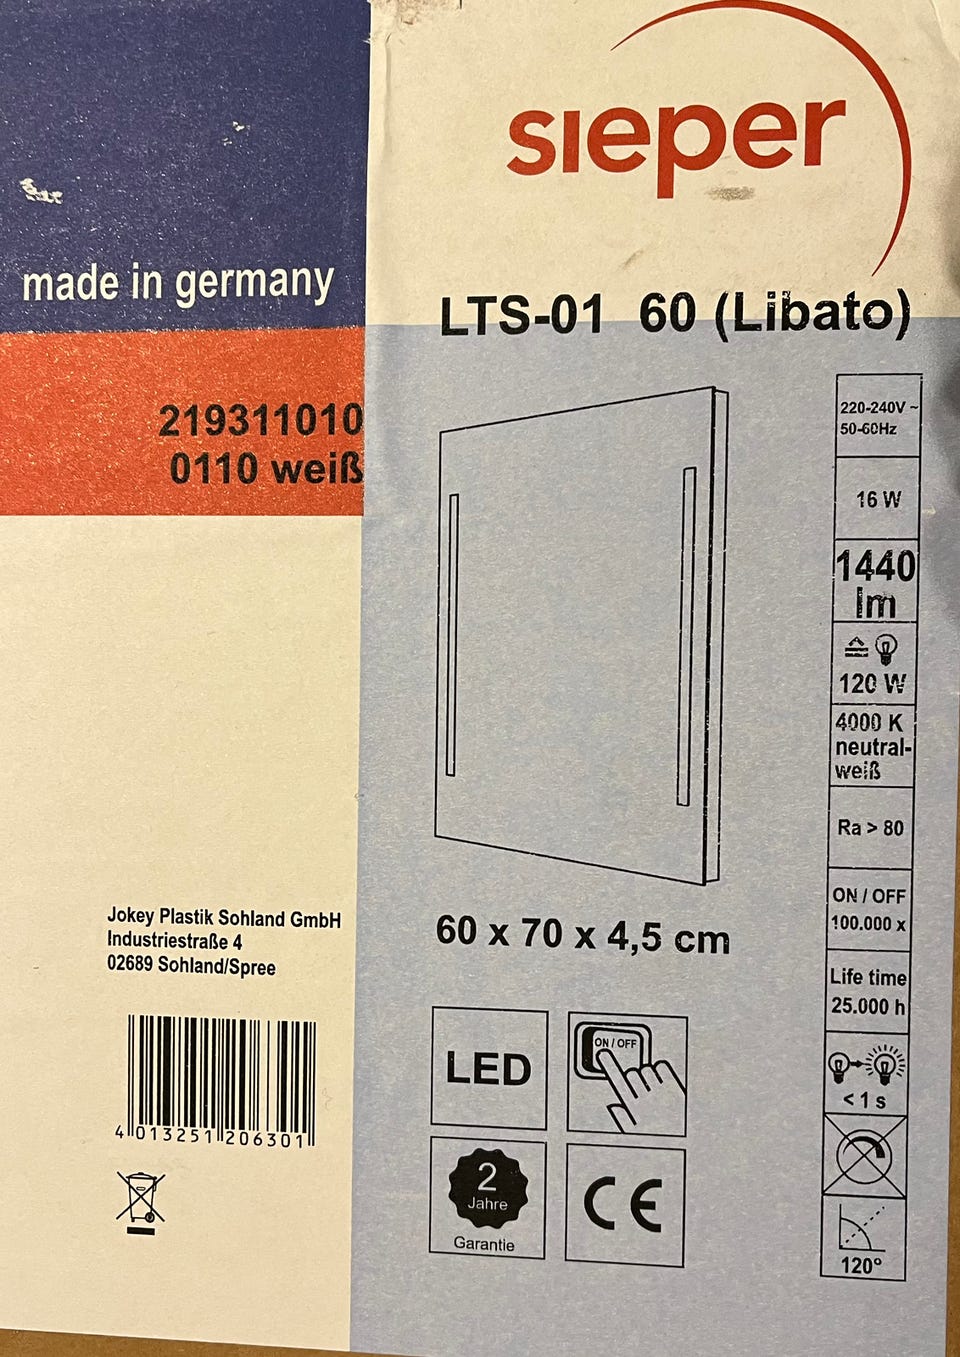 sieper
made in germany
LTS-01 60 (Libato)
219311010
0110 weiß
220-240V ~
50-60Hz
16 W
1440
lm
120 W
4000 K
neutral-
weiß
Ra > 80
ON / OFF
100.000 x
Life time
25.000 h
< 1 s
120°
60 x 70 x 4,5 cm
Jokey Plastik Sohland GmbH
Industriestraße 4
02689 Sohland/Spree
4 013251 206301
LED
ON / OFF
2
Jahre
Garantie
CE